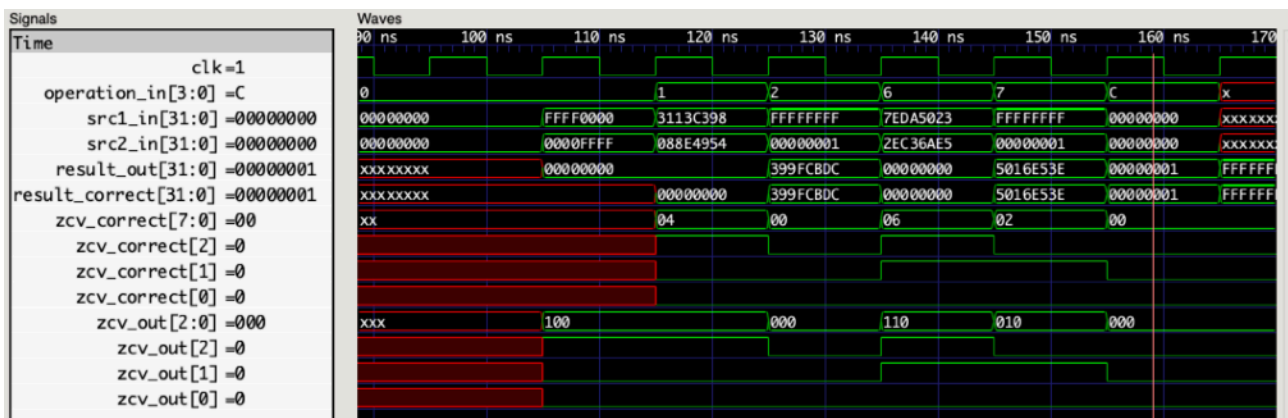 Signals Waves
Time 90 ns 100 ns 110 ns 120 ns 130 ns 140 ns 150 ns 160 ns 170
clk=1
operation_in[3:0] =C 0 1 2 6 7 C x
src1_in[31:0] =00000000 00000000 FFFF0000 3113C398 FFFFFFFF 7EDA5023 FFFFFFFF 00000000 xxxxxxx
src2_in[31:0] =00000000 00000000 0000FFFF 088E4954 00000001 2EC36AE5 00000001 00000000 xxxxxxx
result_out[31:0] =00000001 xxxxxxxx 00000000 399FCBDC 00000000 5016E53E 00000001 FFFFFF
result_correct[31:0] =00000001 xxxxxxxx 00000000 399FCBDC 00000000 5016E53E 00000001 FFFFFF
zcv_correct[7:0] =00 xx 04 00 06 02 00
zcv_correct[2] =0
zcv_correct[1] =0
zcv_correct[0] =0
zcv_out[2:0] =000 xxx 100 000 110 010 000
zcv_out[2] =0
zcv_out[1] =0
zcv_out[0] =0